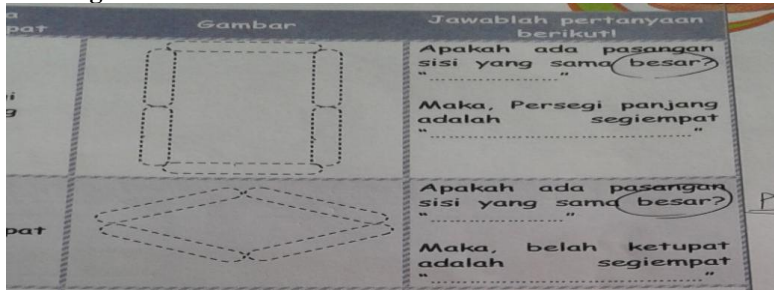 a
pat
Gambar
Jawablah pertanyaan
berikut!
i
g
Apakah ada pasangan
sisi yang sama besar?
"........................"
Maka, Persegi panjang
adalah segiempat
"................................................"
pat
Apakah ada pasangan
sisi yang sama besar?
"........................"
Maka, belah ketupat
adalah segiempat
"................................................"
P